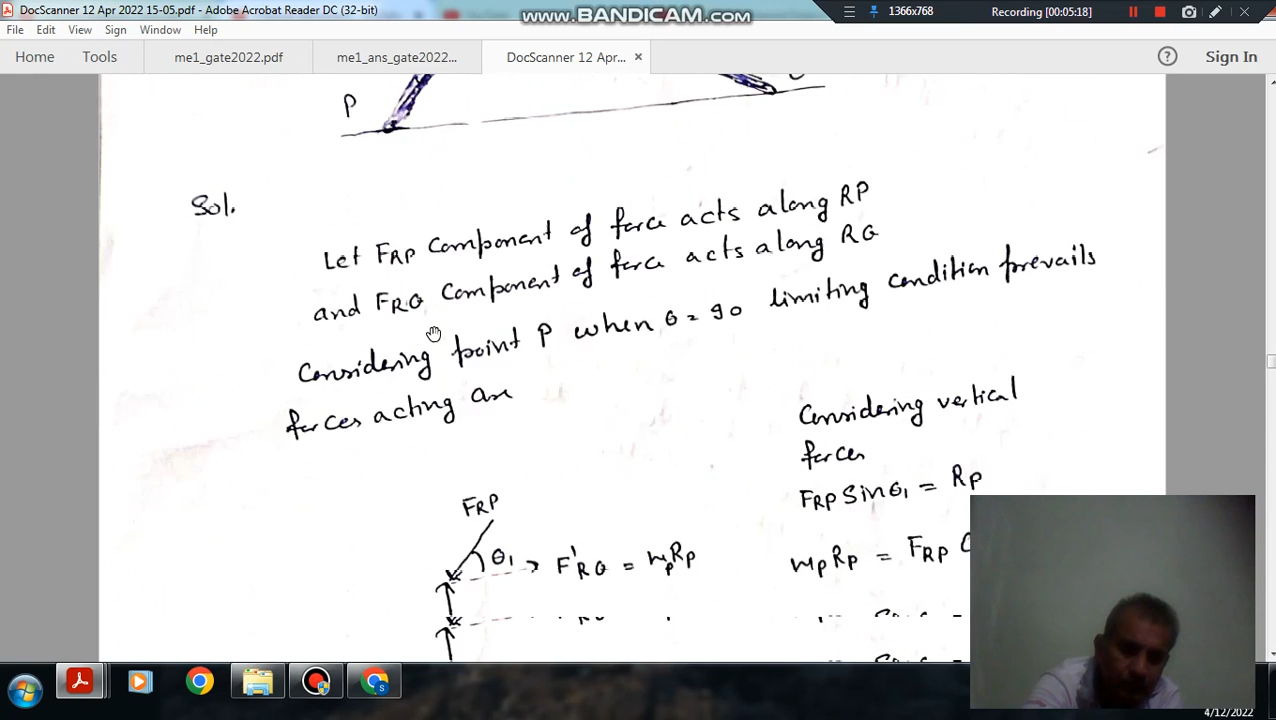 DocScanner 12 Apr 2022 15-05.pdf - Adobe Acrobat Reader DC (32-bit)
www.BANDICAM.com
1366x768
Recording [00:05:18]
File Edit View Sign Window Help
Home Tools me1_gate2022.pdf me1_ans_gate2022... DocScanner 12 Apr... × Sign In
P
Sol.
Let FRP Component of force acts along RP
and FRQ Component of force acts along RQ
Considering point P when θ = 90 limiting condition prevails
forces acting are
Considering vertical
forces
FRP Sinθ1 = RP
FRP
θ1 → F'RQ = μpRp
μpRp = FRP C
4/12/2022